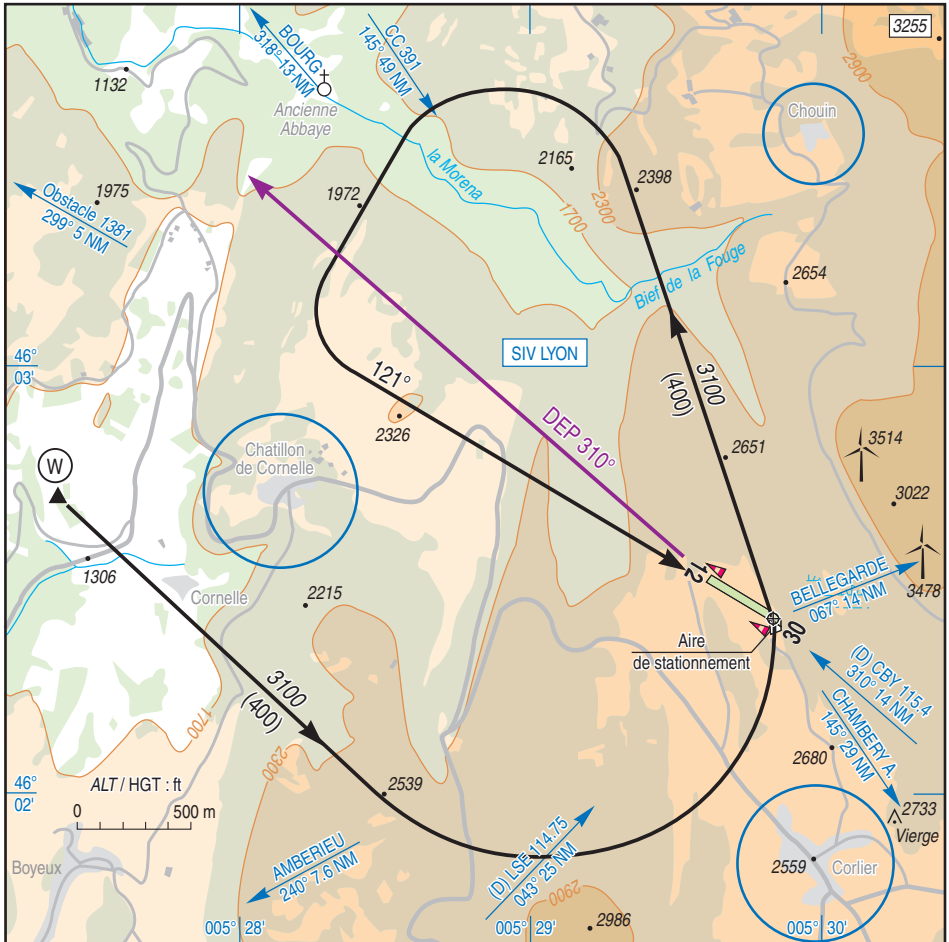 3255
BOURG
318° 13 NM
CC 391
145° 49 NM
2900
1132
Ancienne
Abbaye
Chouin
la Morena
2165
2398
2300
1700
1975
1972
Obstacle 1381
299° 5 NM
Bief de la Fouge
2654
46°
03'
SIV LYON
121°
3100
(400)
2326
DEP 310°
Chatillon
de Cornelle
2651
3514
W
3022
1306
12
3478
BELLEGARDE
067° 14 NM
Cornelle
2215
30
Aire
de stationnement
(D) CBY 115.4
310° 14 NM
3100
(400)
CHAMBERY A.
145° 29 NM
1700
2300
2680
46°
02'
ALT / HGT : ft
0 500 m
2539
2733
Vierge
Boyeux
AMBERIEU
240° 7.6 NM
(D) LSE 114.75
043° 25 NM
2900
2559
Corlier
2986
005° 28'
005° 29'
005° 30'